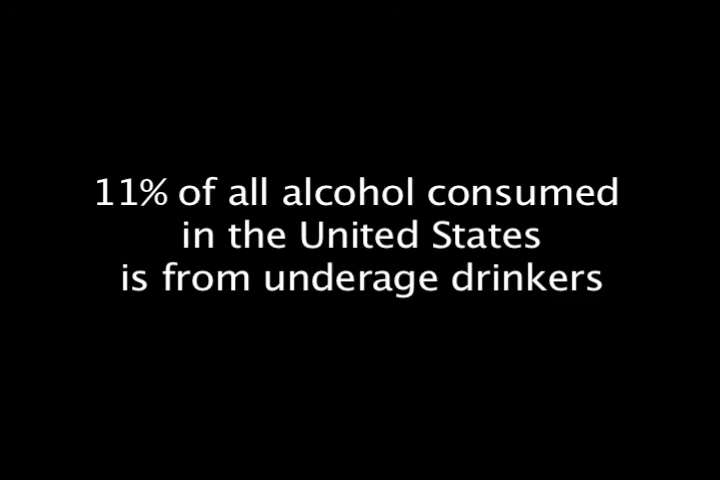 11% of all alcohol consumed
in the United States
is from underage drinkers